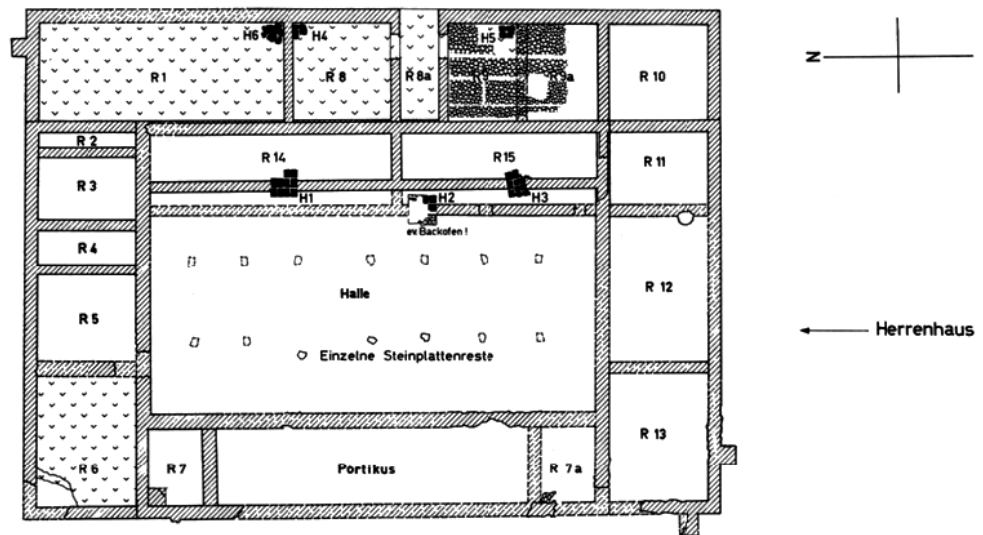 H6
H4
H5
R 1
R 8
R 8a
R 9
9a
R 10
N
R 2
R 14
R 15
R 11
R 3
H1
H2
H3
ev. Backofen !
R 4
R 5
Halle
R 12
Herrenhaus
Einzelne Steinplattenreste
R 6
R 7
Portikus
R 7a
R 13